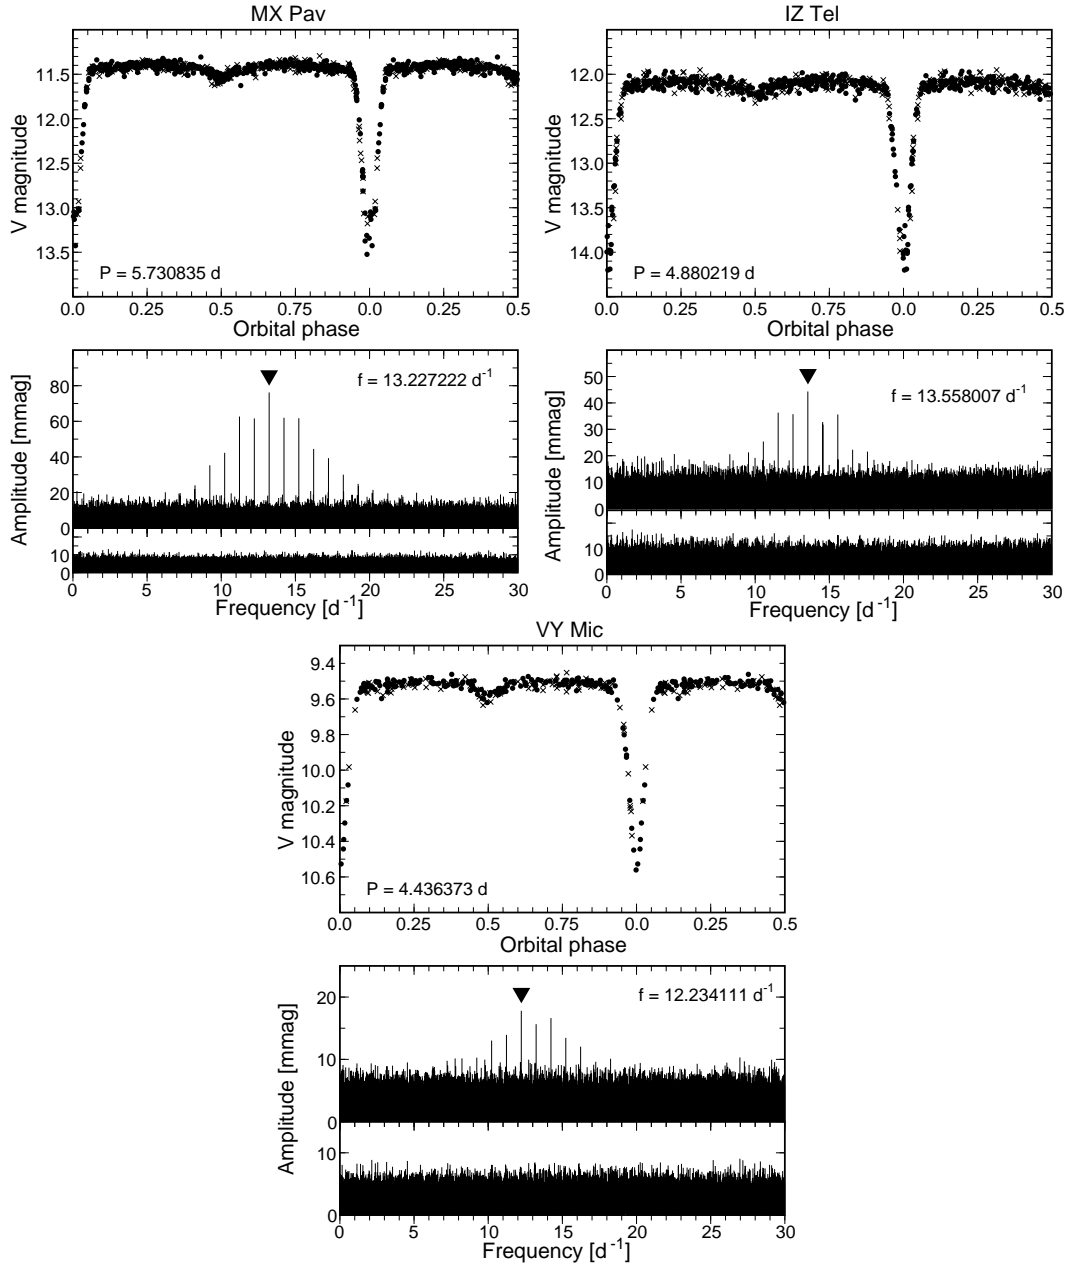 MX Pav
11.5
12.0
12.5
13.0
13.5
V magnitude
P = 5.730835 d
0.0 0.25 0.5 0.75 0.0 0.5
Orbital phase
80
60
40
20
0
10
0
Amplitude [mmag]
f = 13.227222 d-1
0 5 10 15 20 25 30
Frequency [d-1]
IZ Tel
12.0
12.5
13.0
13.5
14.0
V magnitude
P = 4.880219 d
0.0 0.25 0.5 0.75 0.0 0.25 0.5
Orbital phase
50
40
30
20
10
0
10
0
Amplitude [mmag]
f = 13.558007 d-1
0 5 10 15 20 25 30
Frequency [d-1]
VY Mic
9.4
9.6
9.8
10.0
10.2
10.4
10.6
V magnitude
P = 4.436373 d
0.0 0.25 0.5 0.75 0.0 0.25 0.5
Orbital phase
20
10
0
10
0
Amplitude [mmag]
f = 12.234111 d-1
0 5 10 15 20 25 30
Frequency [d-1]